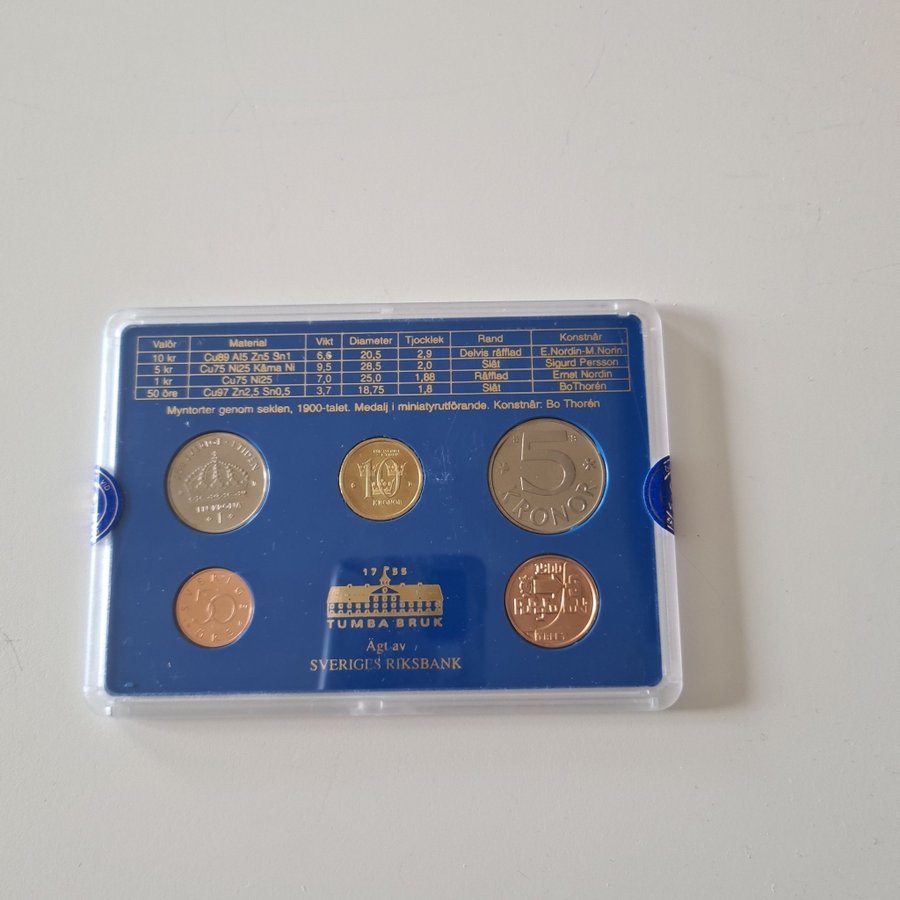 Valör Material Vikt Diameter Tjocklek Rand Konstnär
10 kr Cu89 Al5 Zn5 Sn1 6,6 20,5 2,9 Delvis räfflad E.Nordin-M.Norin
5 kr Cu75 Ni25 Kärna Ni 9,5 28,5 2,0 Slät Sigurd Persson
1 kr Cu75 Ni25 7,0 25,0 1,88 Räfflad Ernst Nordin
50 öre Cu97 Zn2,5 Sn0,5 3,7 18,75 1,8 Slät Bo Thorén
Myntorter genom seklen, 1900-talet. Medalj i miniatyrutförande. Konstnär: Bo Thorén
1
10
KRONOR
5
KRONOR
50
1755
TUMBA BRUK
Ägt av
SVERIGES RIKSBANK